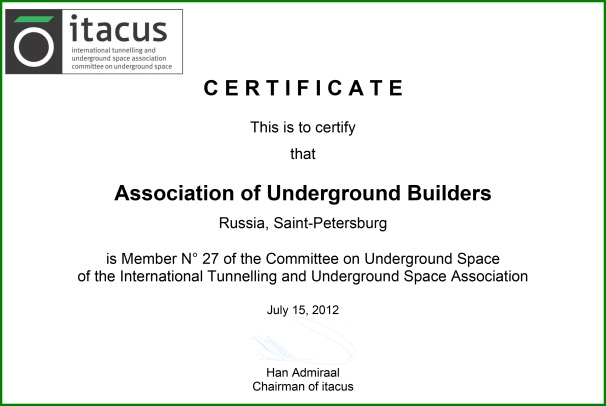 itacus
international tunnelling and
underground space association
committee on underground space
CERTIFICATE
This is to certify
that
Association of Underground Builders
Russia, Saint-Petersburg
is Member N° 27 of the Committee on Underground Space
of the International Tunnelling and Underground Space Association
July 15, 2012
Han Admiraal
Chairman of itacus